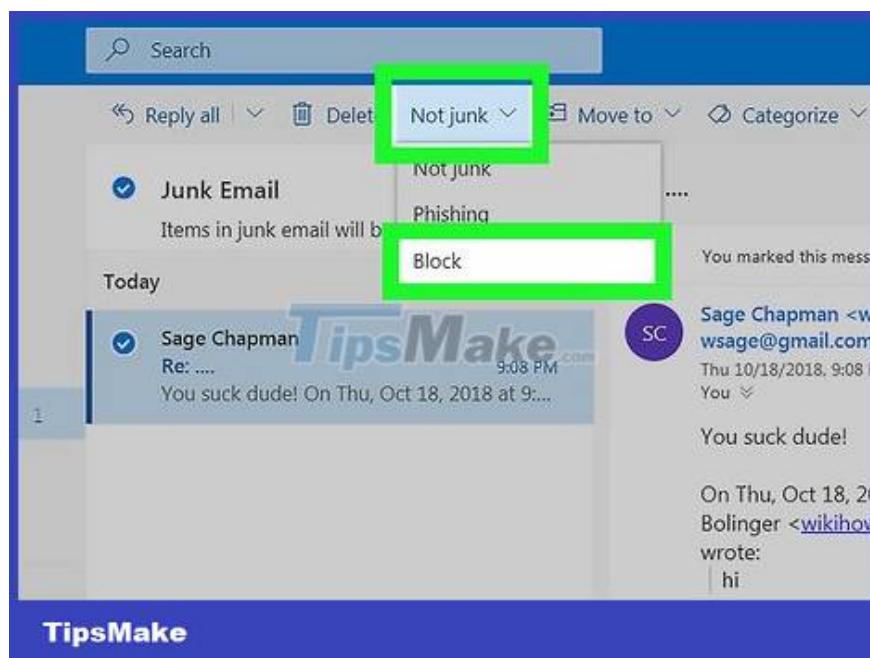 Search
Reply all
Delet
Not junk
Move to
Categorize
Not junk
Phishing
Block
Junk Email
Items in junk email will b
Today
Sage Chapman
Re: ....
9:08 PM
You suck dude! On Thu, Oct 18, 2018 at 9:...
1
....
You marked this mess
SC
Sage Chapman <w
wsage@gmail.com
Thu 10/18/2018, 9:08
You
You suck dude!
On Thu, Oct 18, 20
Bolinger <wikihow
wrote:
hi
TipsMake.com
TipsMake